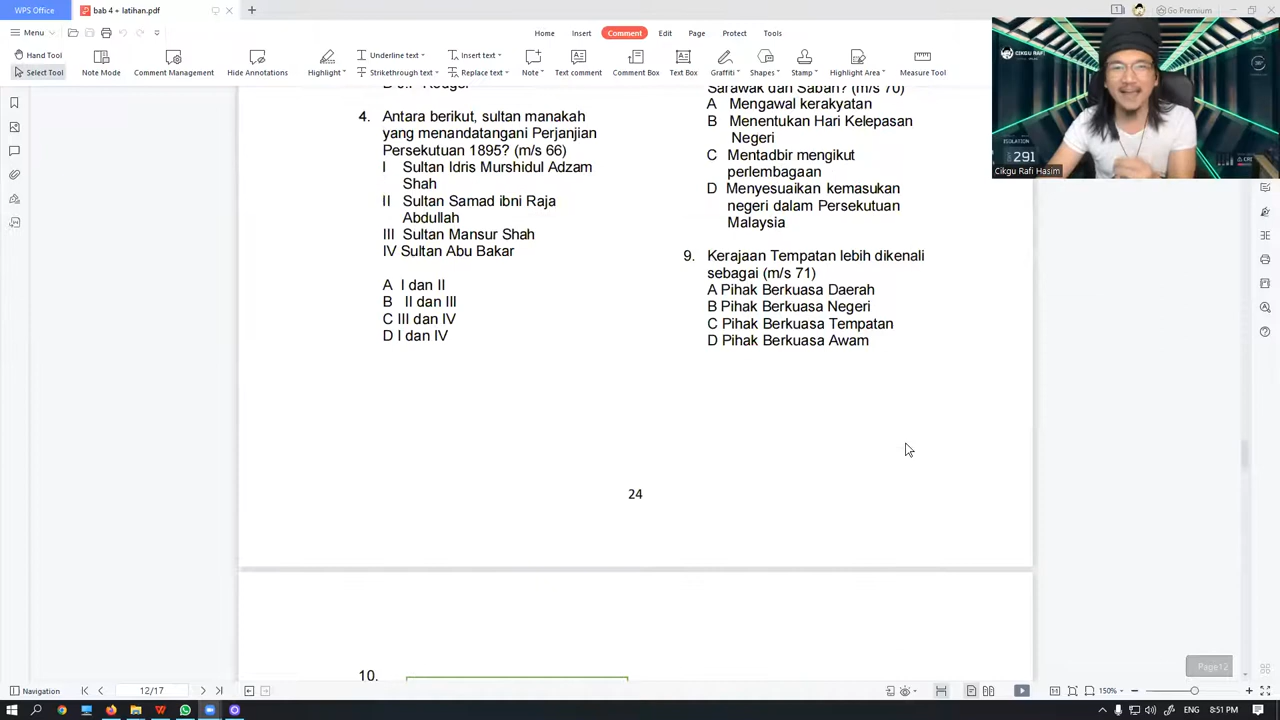 WPS Office
bab 4 + latihan.pdf
Go Premium
Menu
Home
Insert
Comment
Edit
Page
Protect
Tools
Hand Tool
Select Tool
Note Mode
Comment Management
Hide Annotations
Highlight
Underline text
Strikethrough text
Insert text
Replace text
Note
Text comment
Comment Box
Text Box
Graffiti
Shapes
Stamp
Highlight Area
Measure Tool
4. Antara berikut, sultan manakah
yang menandatangani Perjanjian
Persekutuan 1895? (m/s 66)
I Sultan Idris Murshidul Adzam
Shah
II Sultan Samad ibni Raja
Abdullah
III Sultan Mansur Shah
IV Sultan Abu Bakar
A I dan II
B II dan III
C III dan IV
D I dan IV
Sarawak dan Sabah? (m/s 70)
A Mengawal kerakyatan
B Menentukan Hari Kelepasan
Negeri
C Mentadbir mengikut
perlembagaan
D Menyesuaikan kemasukan
negeri dalam Persekutuan
Malaysia
9. Kerajaan Tempatan lebih dikenali
sebagai (m/s 71)
A Pihak Berkuasa Daerah
B Pihak Berkuasa Negeri
C Pihak Berkuasa Tempatan
D Pihak Berkuasa Awam
24
10.
CIKGU RAFI
ISOLATION
291
Cikgu Rafi Hasim
Page12
Navigation
12/17
150%
ENG
8:51 PM